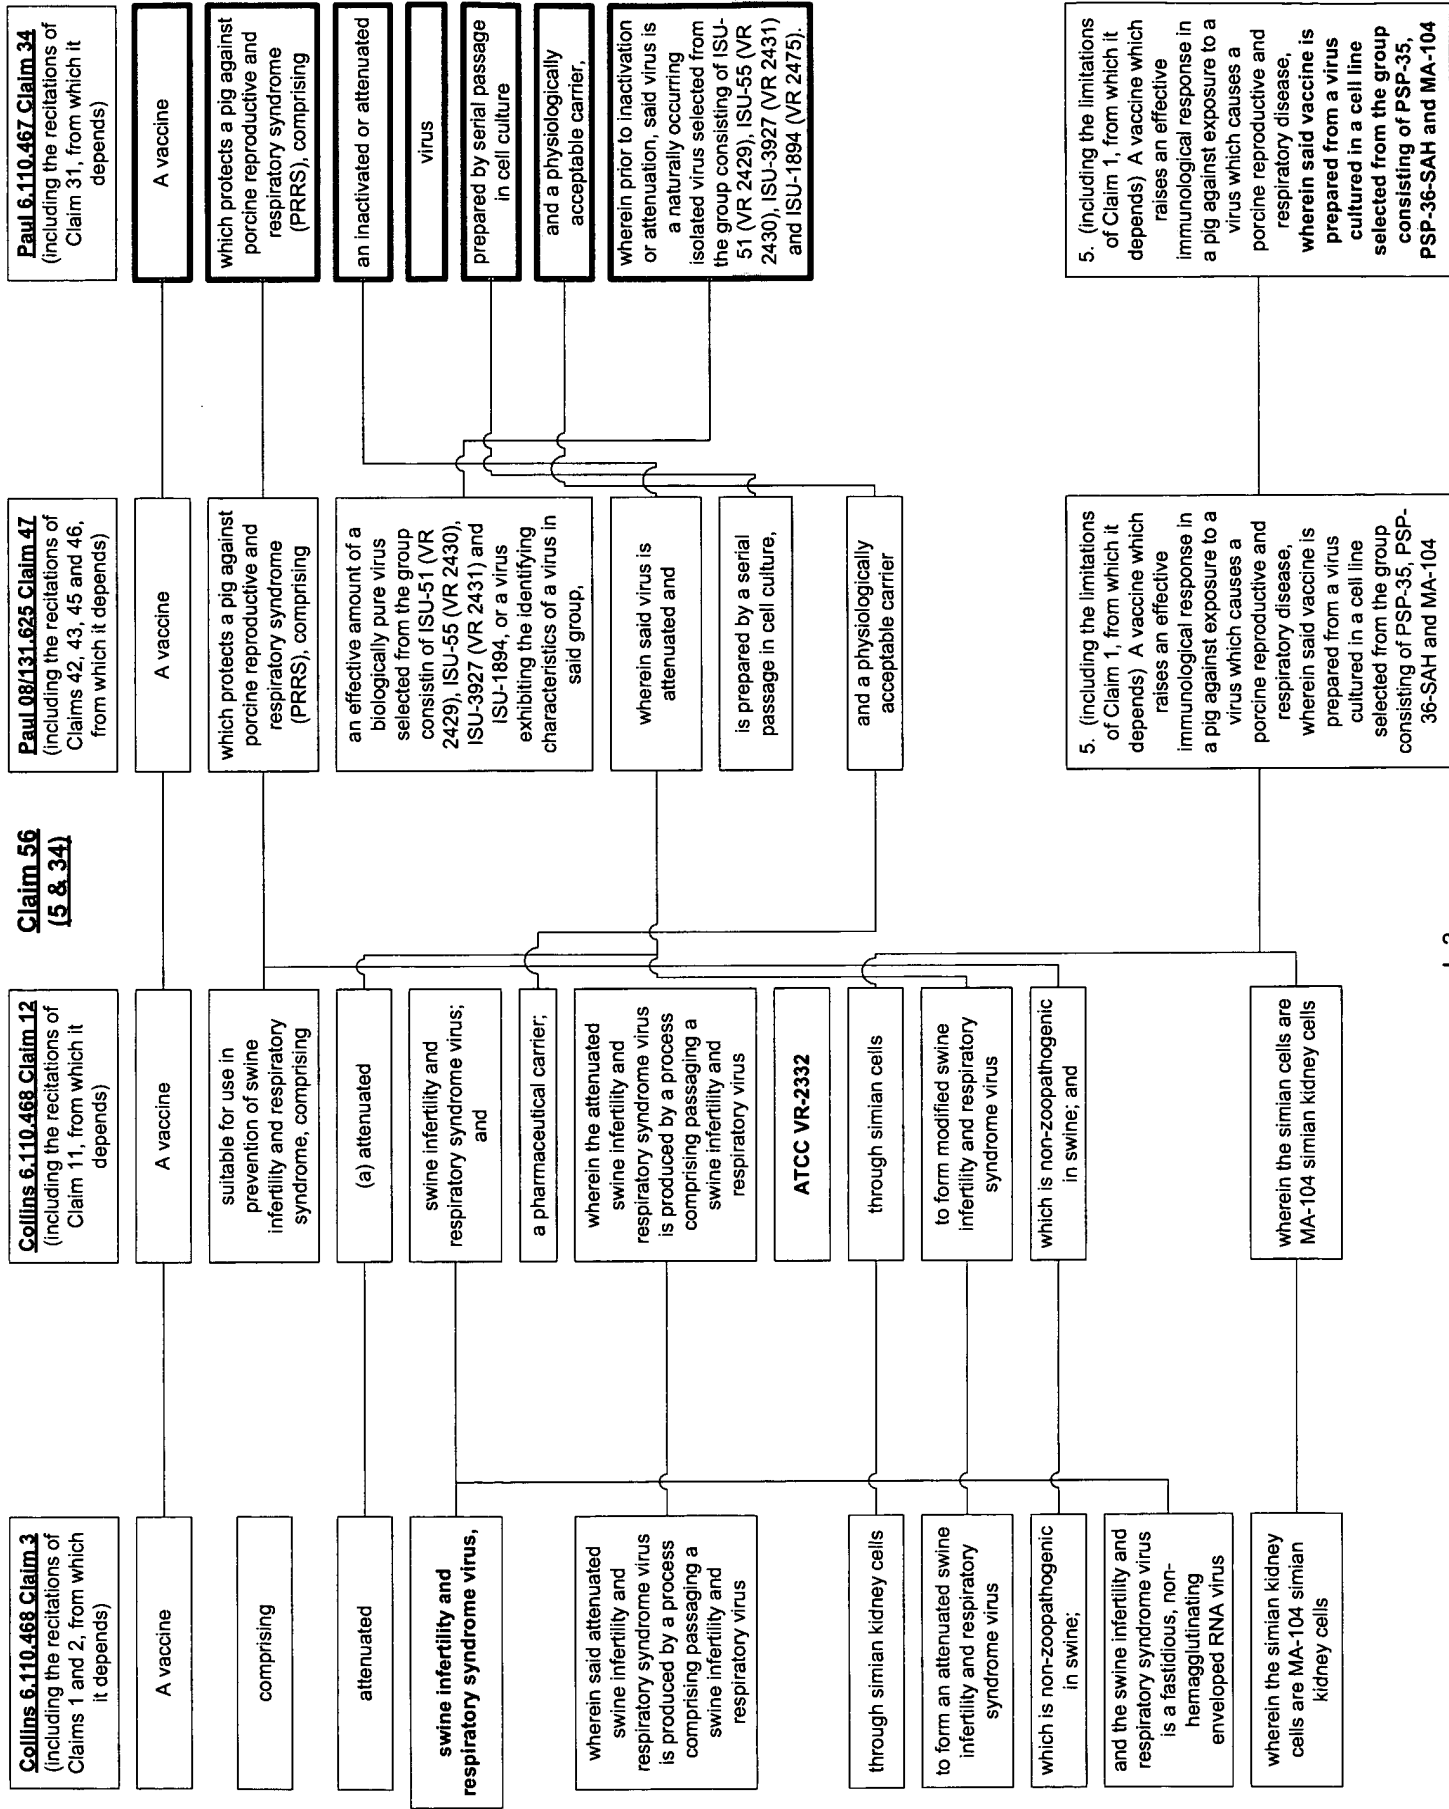 Claim 56
(5 & 34)
Collins 6.110.468 Claim 3
(including the recitations of
Claims 1 and 2, from which
it depends)
A vaccine
comprising
attenuated
swine infertility and
respiratory syndrome virus,
wherein said attenuated
swine infertility and
respiratory syndrome virus
is produced by a process
comprising passaging a
swine infertility and
respiratory virus
through simian kidney cells
to form an attenuated swine
infertility and respiratory
syndrome virus
which is non-zoopathogenic
in swine;
and the swine infertility and
respiratory syndrome virus
is a fastidious, non-
hemagglutinating
enveloped RNA virus
wherein the simian kidney
cells are MA-104 simian
kidney cells
Collins 6.110.468 Claim 12
(including the recitations of
Claim 11, from which it
depends)
A vaccine
suitable for use in
prevention of swine
infertility and respiratory
syndrome, comprising
(a) attenuated
swine infertility and
respiratory syndrome virus;
and
a pharmaceutical carrier;
wherein the attenuated
swine infertility and
respiratory syndrome virus
is produced by a process
comprising passaging a
swine infertility and
respiratory virus
ATCC VR-2332
through simian cells
to form modified swine
infertility and respiratory
syndrome virus
which is non-zoopathogenic
in swine; and
wherein the simian cells are
MA-104 simian kidney cells
Paul 08/131.625 Claim 47
(including the recitations of
Claims 42, 43, 45 and 46,
from which it depends)
A vaccine
which protects a pig against
porcine reproductive and
respiratory syndrome
(PRRS), comprising
an effective amount of a
biologically pure virus
selected from the group
consistin of ISU-51 (VR
2429), ISU-55 (VR 2430),
ISU-3927 (VR 2431) and
ISU-1894, or a virus
exhibiting the identifying
characteristics of a virus in
said group,
wherein said virus is
attenuated and
is prepared by a serial
passage in cell culture,
and a physiologically
acceptable carrier
5. (including the limitations
of Claim 1, from which it
depends) A vaccine which
raises an effective
immunological response in
a pig against exposure to a
virus which causes a
porcine reproductive and
respiratory disease,
wherein said vaccine is
prepared from a virus
cultured in a cell line
selected from the group
consisting of PSP-35, PSP-
36-SAH and MA-104
Paul 6.110.467 Claim 34
(including the recitations of
Claim 31, from which it
depends)
A vaccine
which protects a pig against
porcine reproductive and
respiratory syndrome
(PRRS), comprising
an inactivated or attenuated
virus
prepared by serial passage
in cell culture
and a physiologically
acceptable carrier,
wherein prior to inactivation
or attenuation, said virus is
a naturally occurring
isolated virus selected from
the group consisting of ISU-
51 (VR 2429), ISU-55 (VR
2430), ISU-3927 (VR 2431)
and ISU-1894 (VR 2475).
5. (including the limitations
of Claim 1, from which it
depends) A vaccine which
raises an effective
immunological response in
a pig against exposure to a
virus which causes a
porcine reproductive and
respiratory disease,
wherein said vaccine is
prepared from a virus
cultured in a cell line
selected from the group
consisting of PSP-35,
PSP-36-SAH and MA-104